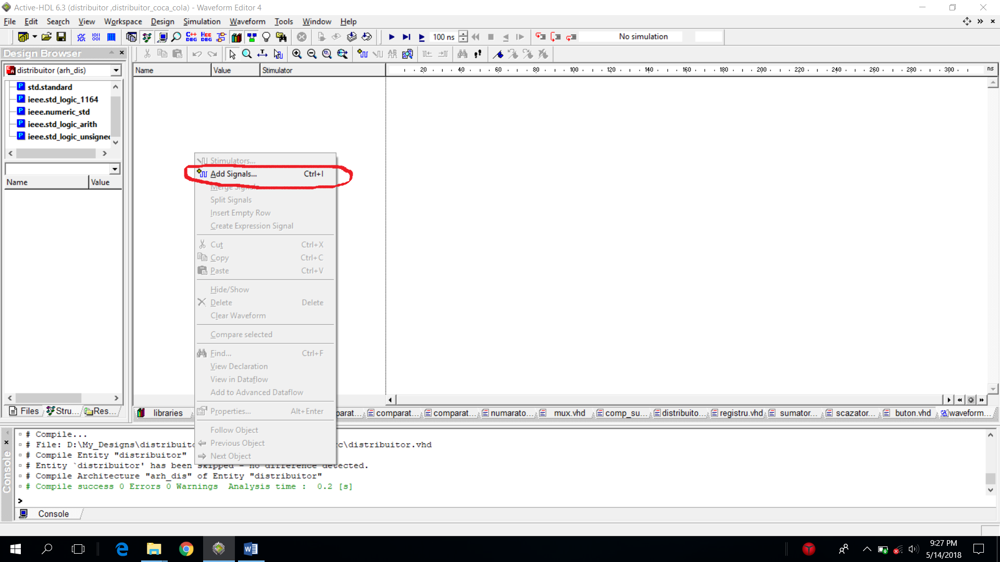 Active-HDL 6.3 (distribuitor ,distribuitor_coca_cola) - Waveform Editor 4
File Edit Search View Workspace Design Simulation Waveform Tools Window Help
100 ns No simulation
Design Browser
distribuitor (arh_dis)
Name Value Stimulator 20 40 60 80 100 120 140 160 180 200 220 240 260 280 300 ns
std.standard
ieee.std_logic_1164
ieee.numeric_std
ieee.std_logic_arith
ieee.std_logic_unsigned
Name Value
Stimulators...
Add Signals... Ctrl+I
Merge Signals
Split Signals
Insert Empty Row
Create Expression Signal
Cut Ctrl+X
Copy Ctrl+C
Paste Ctrl+V
Hide/Show
Delete Delete
Clear Waveform
Compare selected
Find... Ctrl+F
View Declaration
View in Dataflow
Add to Advanced Dataflow
Properties... Alt+Enter
Follow Object
Previous Object
Next Object
Files Stru... Res...
libraries parat... comparat... comparat... numarato... mux.vhd comp_su... distribuito... registru.vhd sumator... scazator... buton.vhd waveform...
# Compile...
# File: D:\My_Designs\distribuito rc\distribuitor.vhd
# Compile Entity "distribuitor"
# Entity `distribuitor' has been skipped - no difference detected.
# Compile Architecture "arh_dis" of Entity "distribuitor"
# Compile success 0 Errors 0 Warnings Analysis time : 0.2 [s]
>
Console
Console
9:27 PM
5/14/2018